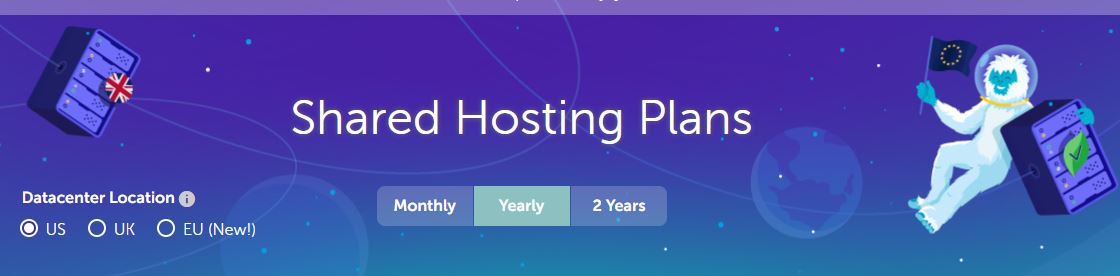 Shared Hosting Plans
Datacenter Location i
US UK EU (New!)
Monthly Yearly 2 Years